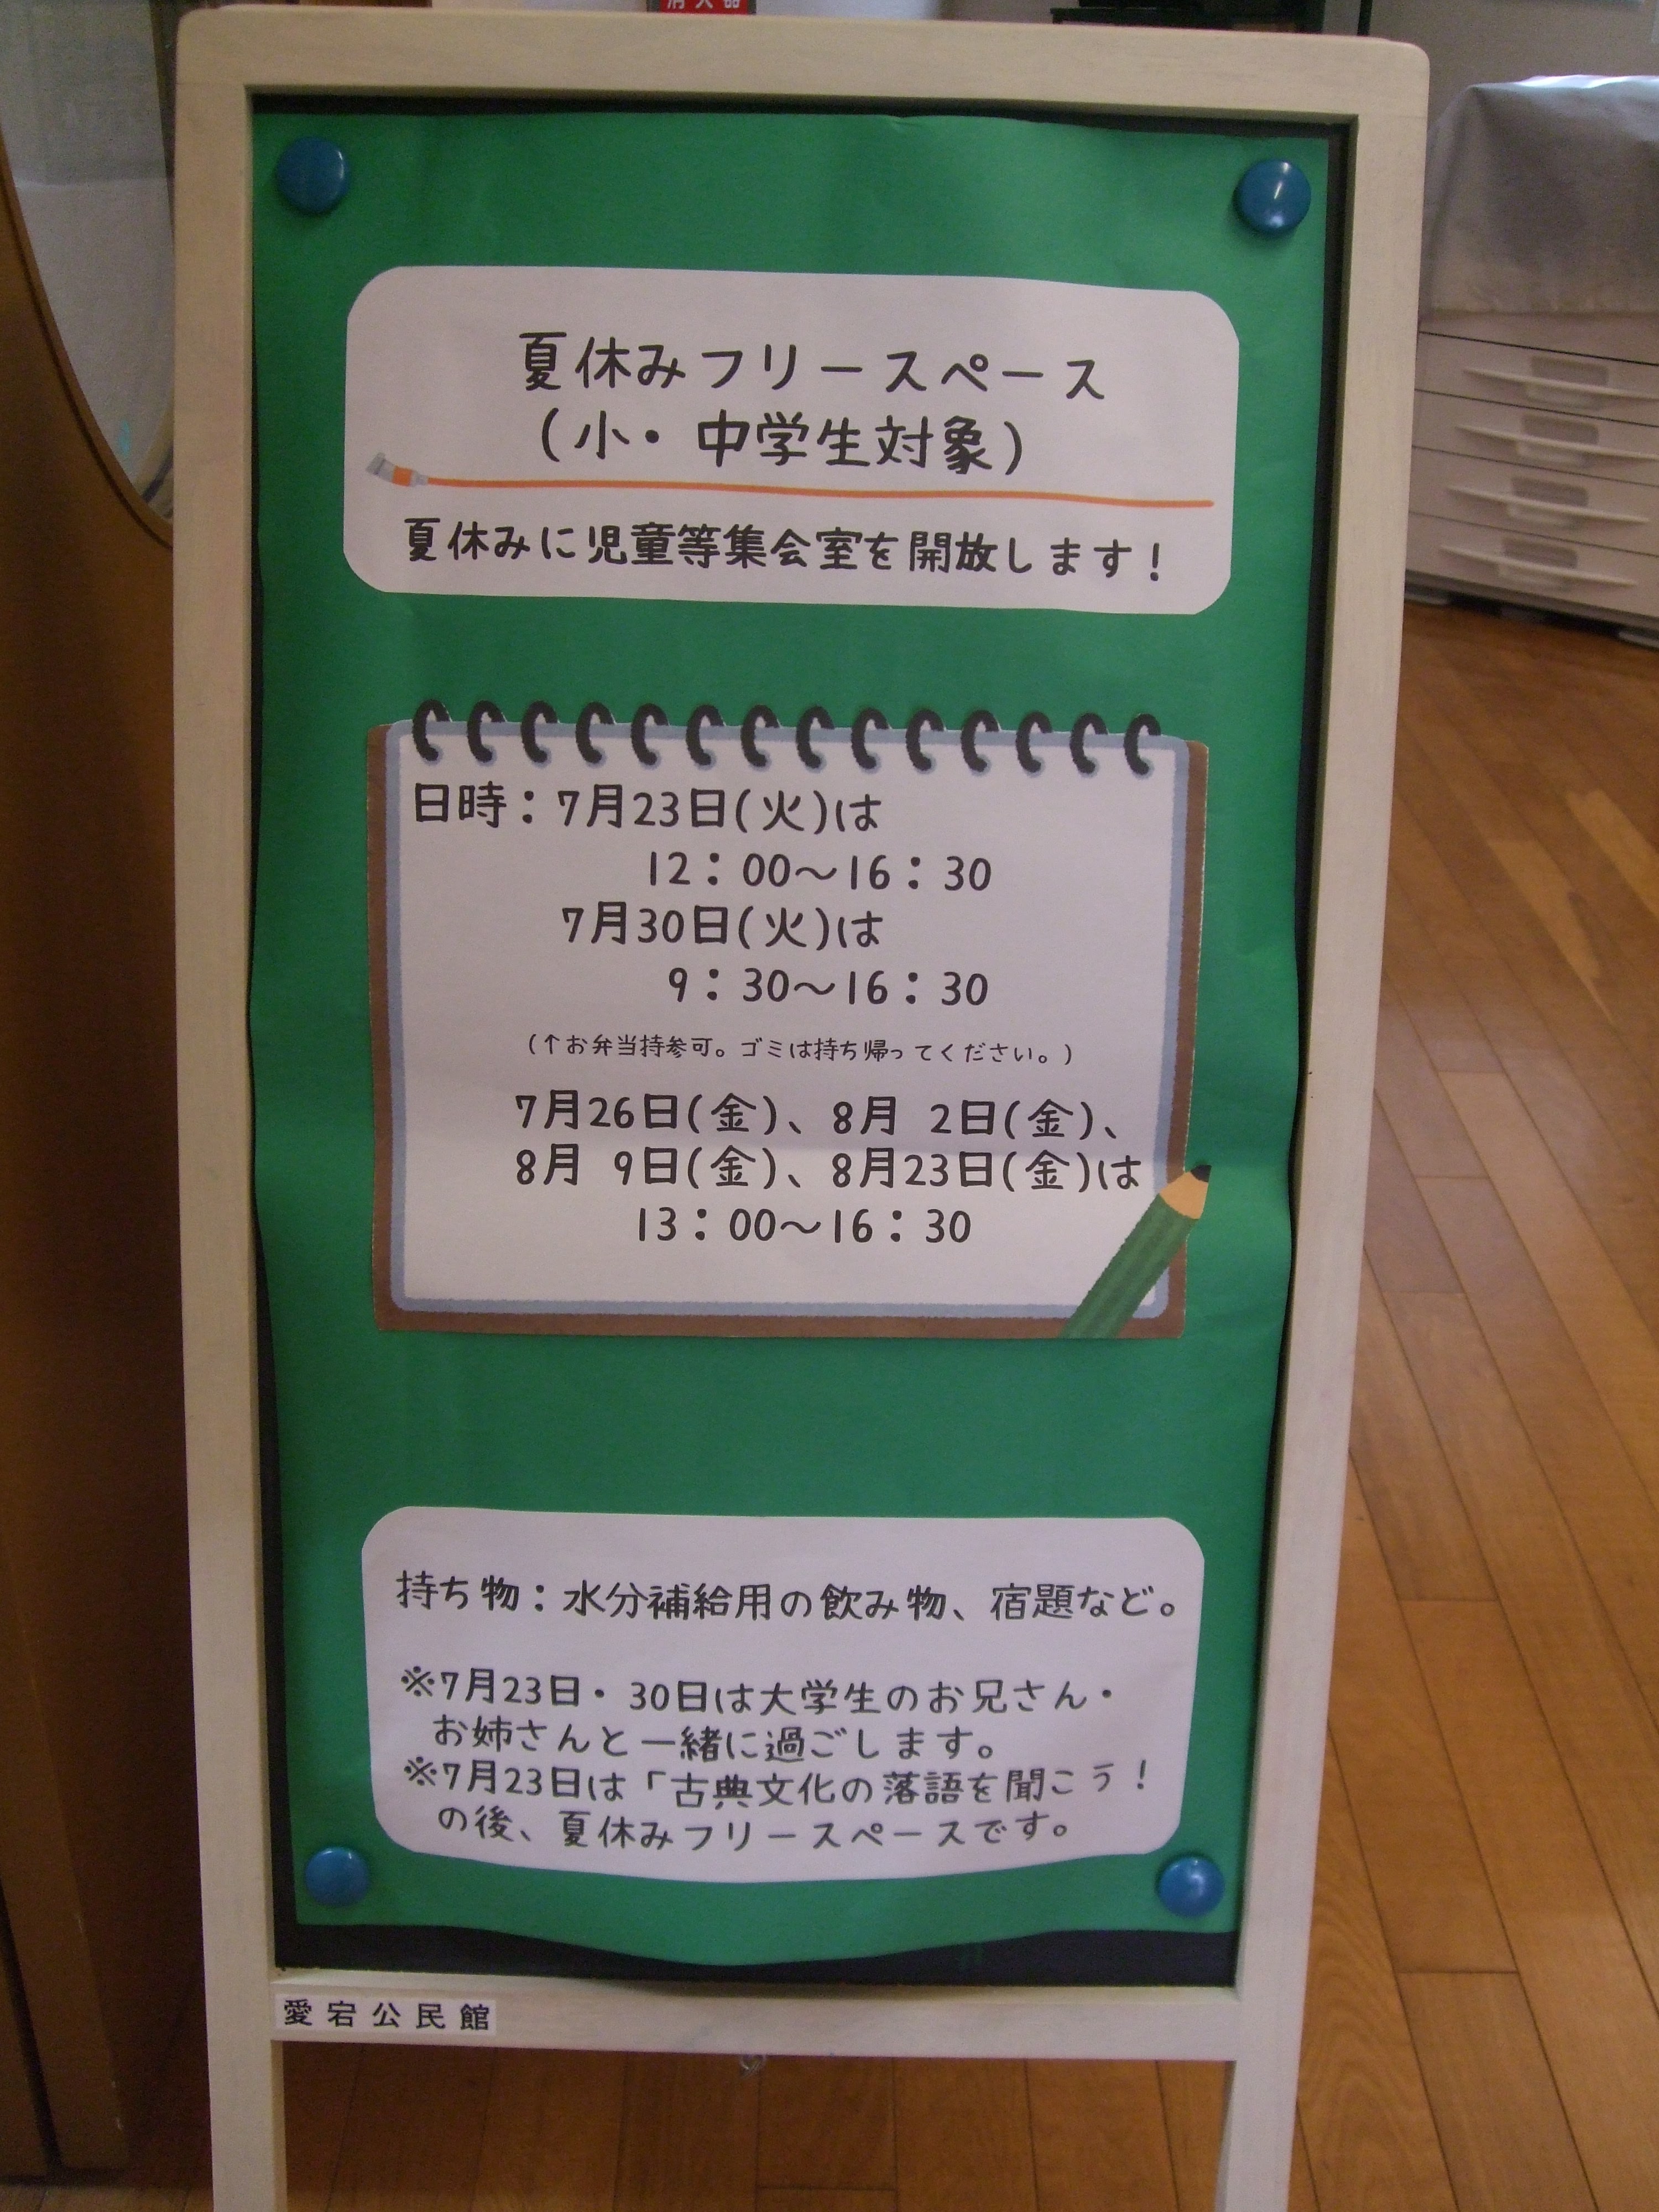 消火器
夏休みフリースペース
(小・中学生対象)
夏休みに児童等集会室を開放します!
日時:7月23日(火)は
12:00~16:30
7月30日(火)は
9:30~16:30
(↑お弁当持参可。ゴミは持ち帰ってください。)
7月26日(金)、8月 2日(金)、
8月 9日(金)、8月23日(金)は
13:00~16:30
持ち物:水分補給用の飲み物、宿題など。
※7月23日・30日は大学生のお兄さん・
お姉さんと一緒に過ごします。
※7月23日は「古典文化の落語を聞こう!
の後、夏休みフリースペースです。
愛宕公民館